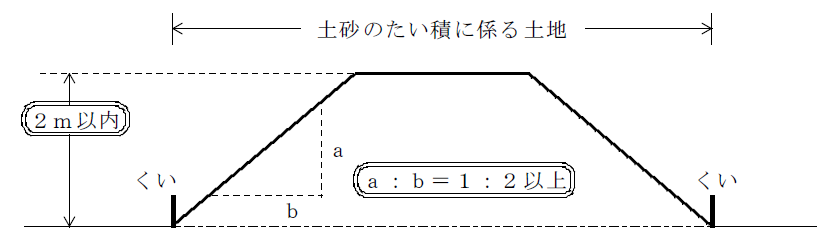 土砂のたい積に係る土地
２ｍ以内
a
くい
くい
ａ：ｂ＝１：２以上
b